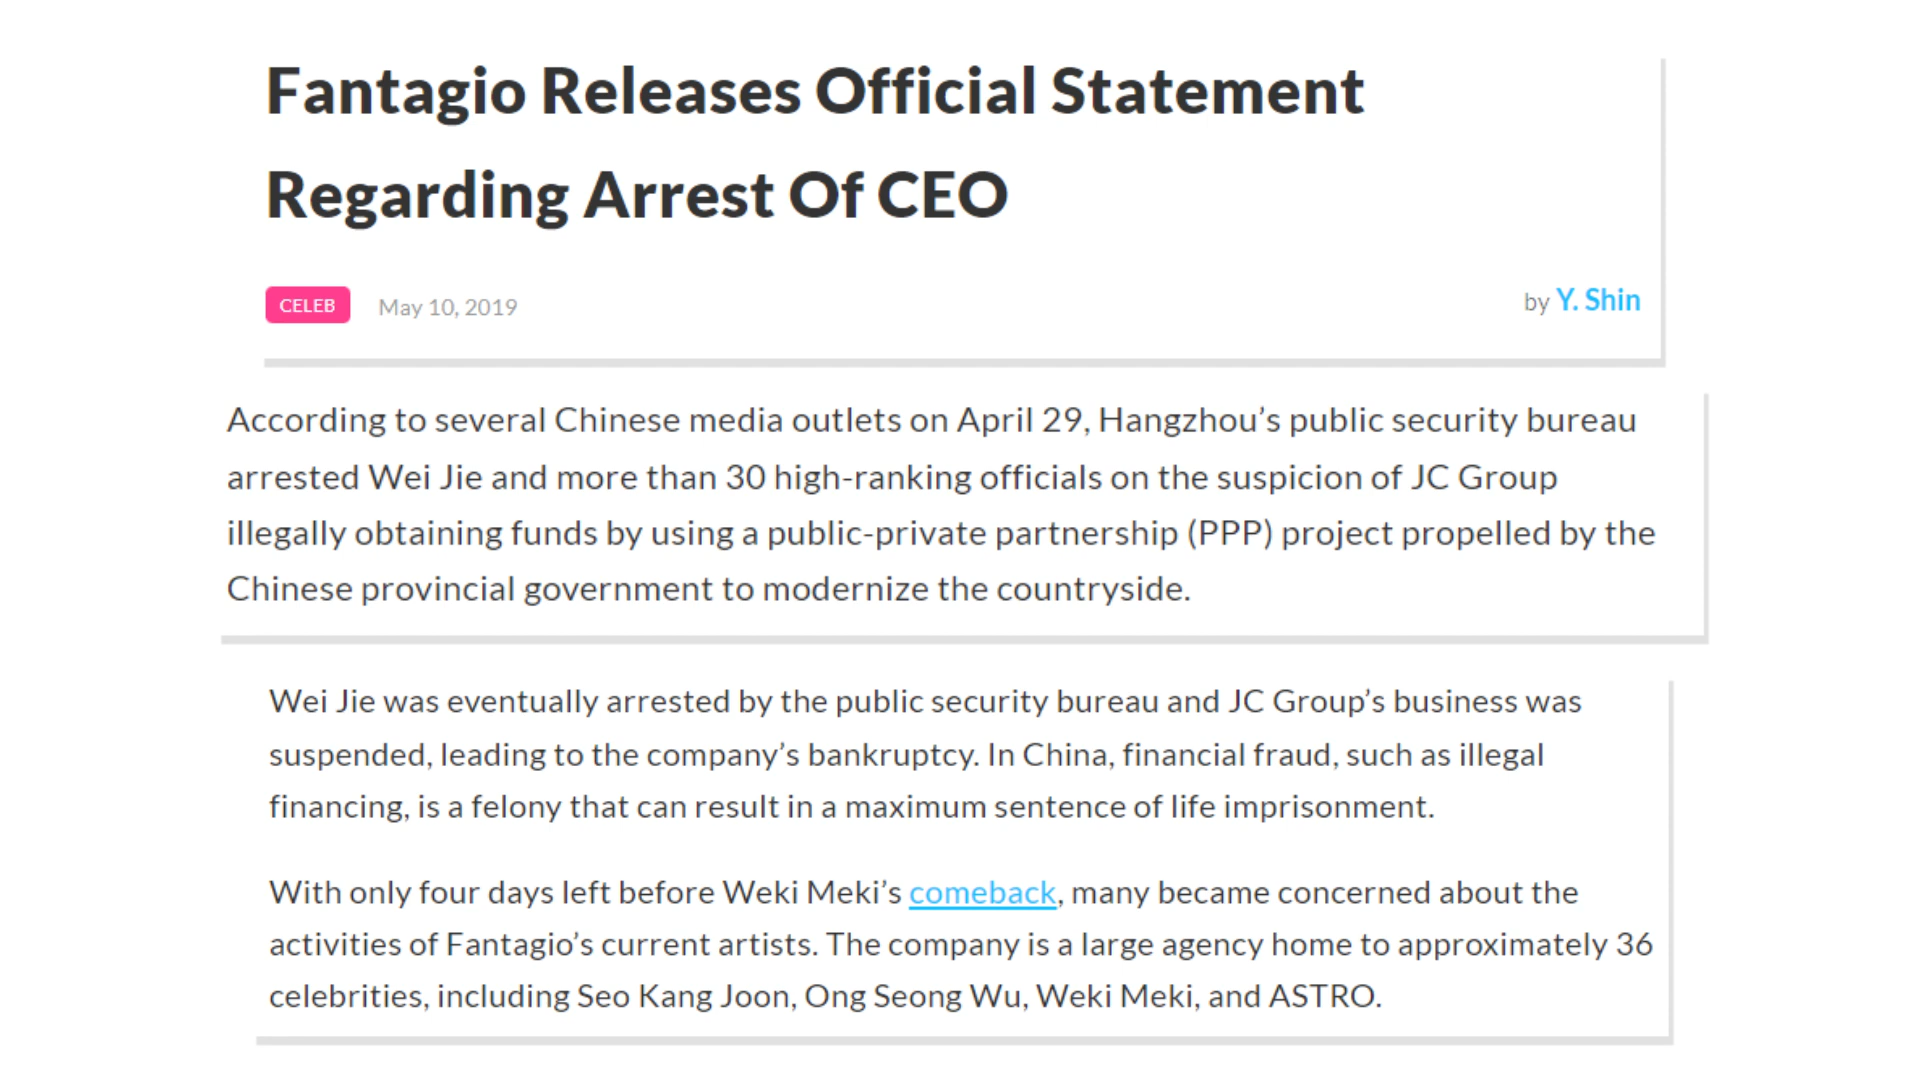 Fantagio Releases Official Statement
Regarding Arrest Of CEO
CELEB May 10, 2019 by Y. Shin
According to several Chinese media outlets on April 29, Hangzhou’s public security bureau
arrested Wei Jie and more than 30 high-ranking officials on the suspicion of JC Group
illegally obtaining funds by using a public-private partnership (PPP) project propelled by the
Chinese provincial government to modernize the countryside.
Wei Jie was eventually arrested by the public security bureau and JC Group’s business was
suspended, leading to the company’s bankruptcy. In China, financial fraud, such as illegal
financing, is a felony that can result in a maximum sentence of life imprisonment.
With only four days left before Weki Meki’s comeback, many became concerned about the
activities of Fantagio’s current artists. The company is a large agency home to approximately 36
celebrities, including Seo Kang Joon, Ong Seong Wu, Weki Meki, and ASTRO.